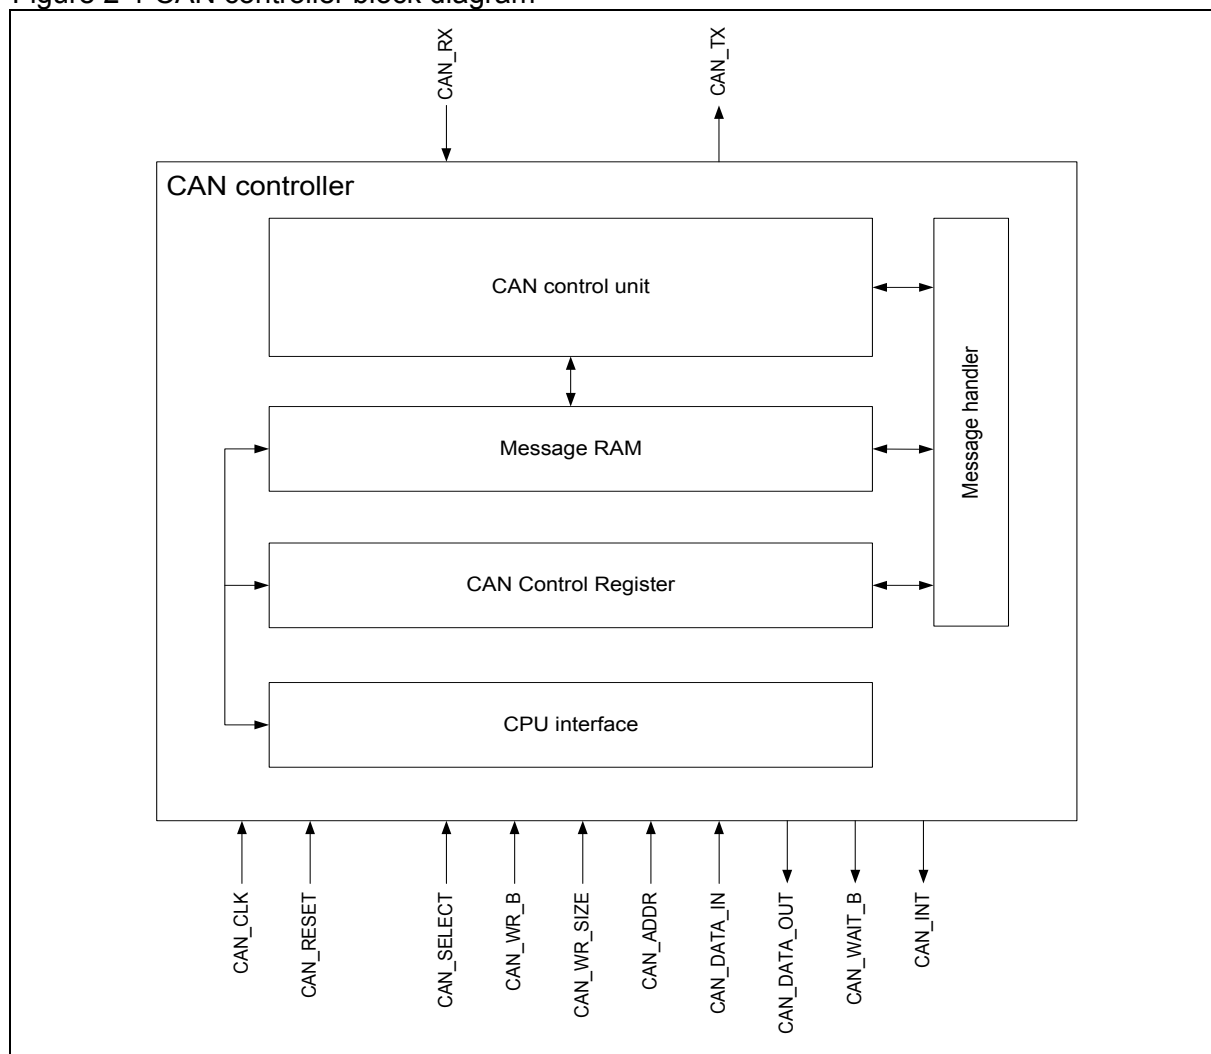 Figure 2-1 CAN controller block diagram
CAN_RX
CAN_TX
CAN controller
CAN control unit
Message handler
Message RAM
CAN Control Register
CPU interface
CAN_CLK
CAN_RESET
CAN_SELECT
CAN_WR_B
CAN_WR_SIZE
CAN_ADDR
CAN_DATA_IN
CAN_DATA_OUT
CAN_WAIT_B
CAN_INT